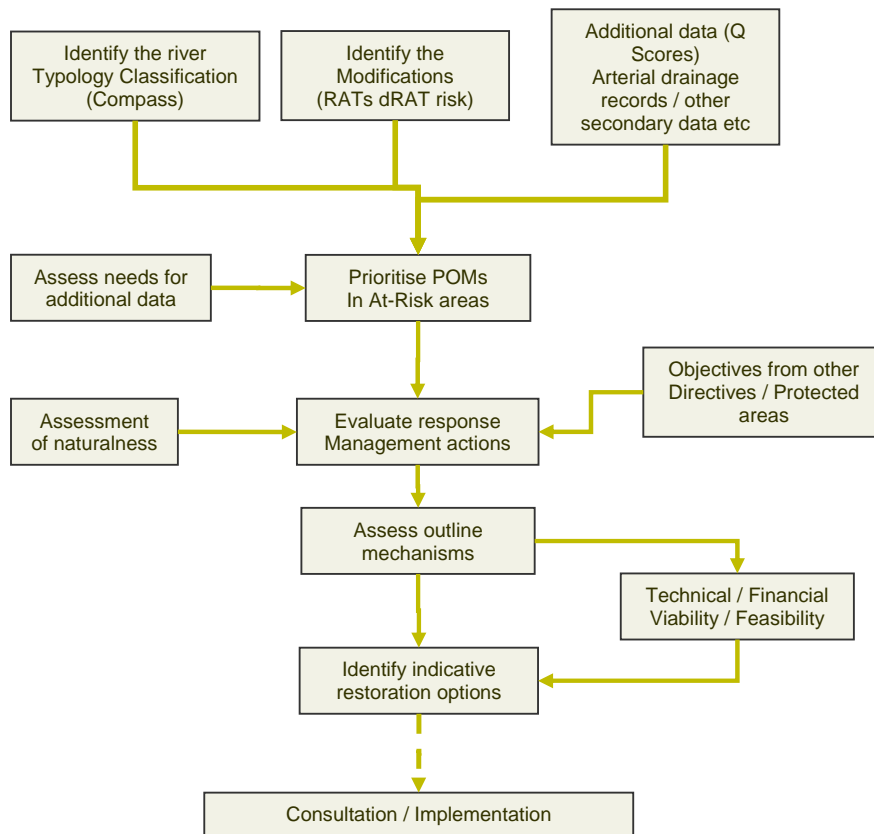 Identify the river
Typology Classification
(Compass)
Identify the
Modifications
(RATs dRAT risk)
Additional data (Q
Scores)
Arterial drainage
records / other
secondary data etc
Assess needs for
additional data
Prioritise POMs
In At-Risk areas
Objectives from other
Directives / Protected
areas
Assessment
of naturalness
Evaluate response
Management actions
Assess outline
mechanisms
Technical / Financial
Viability / Feasibility
Identify indicative
restoration options
Consultation / Implementation